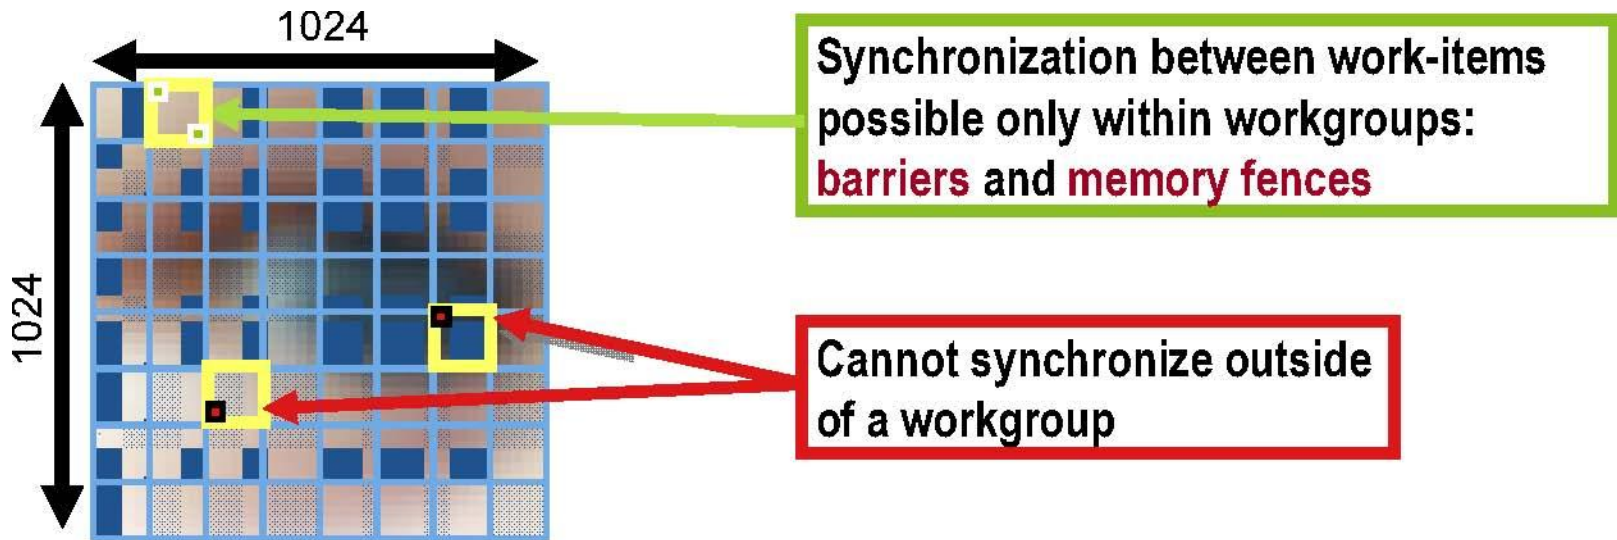 1024
Synchronization between work-items
possible only within workgroups:
barriers and memory fences
1024
Cannot synchronize outside
of a workgroup